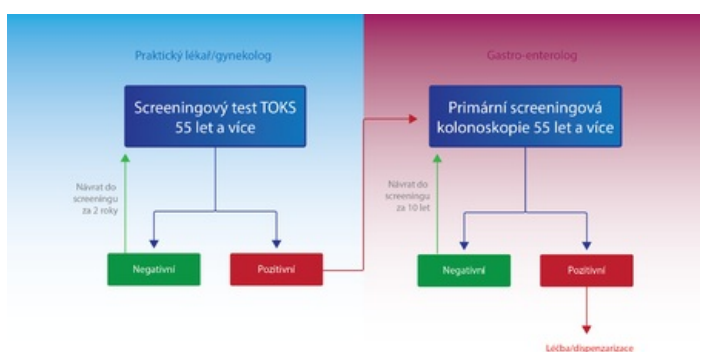 Praktický lékař/gynekolog
Screeningový test TOKS
55 let a více
Návrat do
screeningu
za 2 roky
Negativní
Pozitivní
Gastro-enterolog
Primární screeningová
kolonoskopie 55 let a více
Návrat do
screeningu
za 10 let
Negativní
Pozitivní
Léčba/dispenzarizace